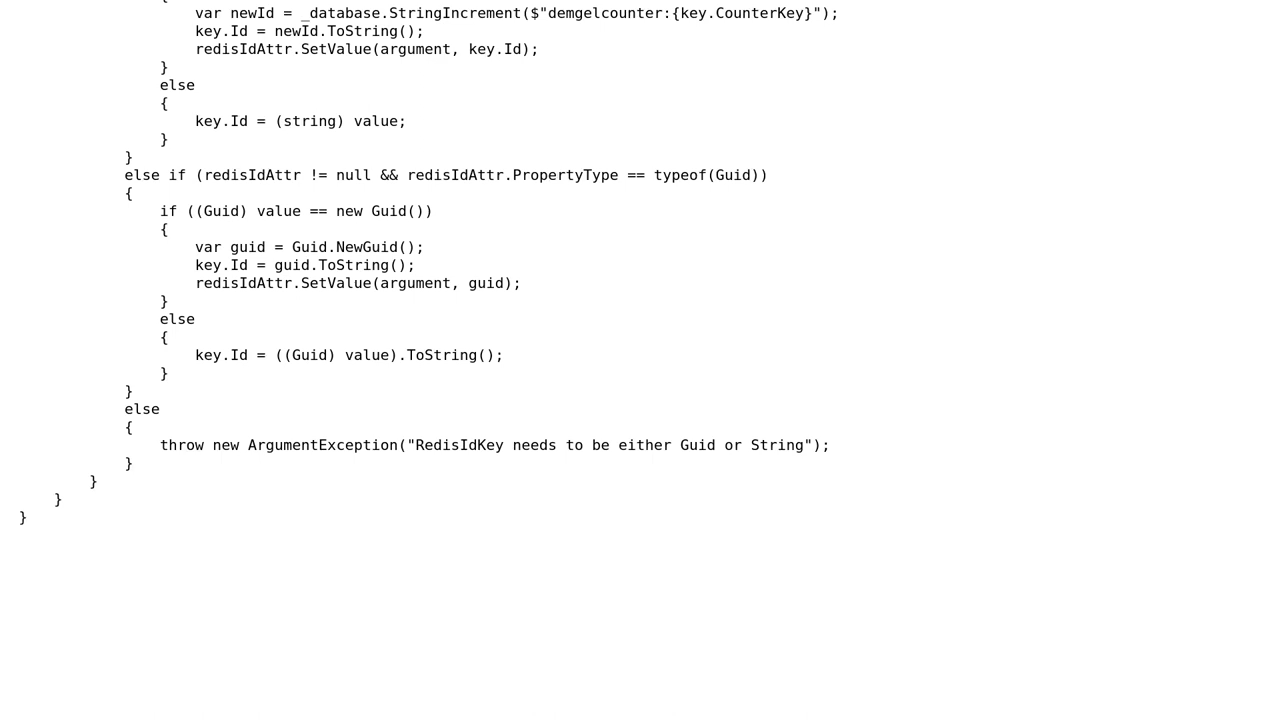 {
var newId = _database.StringIncrement($"demgelcounter:{key.CounterKey}");
key.Id = newId.ToString();
redisIdAttr.SetValue(argument, key.Id);
}
else
{
key.Id = (string) value;
}
}
else if (redisIdAttr != null && redisIdAttr.PropertyType == typeof(Guid))
{
if ((Guid) value == new Guid())
{
var guid = Guid.NewGuid();
key.Id = guid.ToString();
redisIdAttr.SetValue(argument, guid);
}
else
{
key.Id = ((Guid) value).ToString();
}
}
else
{
throw new ArgumentException("RedisIdKey needs to be either Guid or String");
}
}
}
}